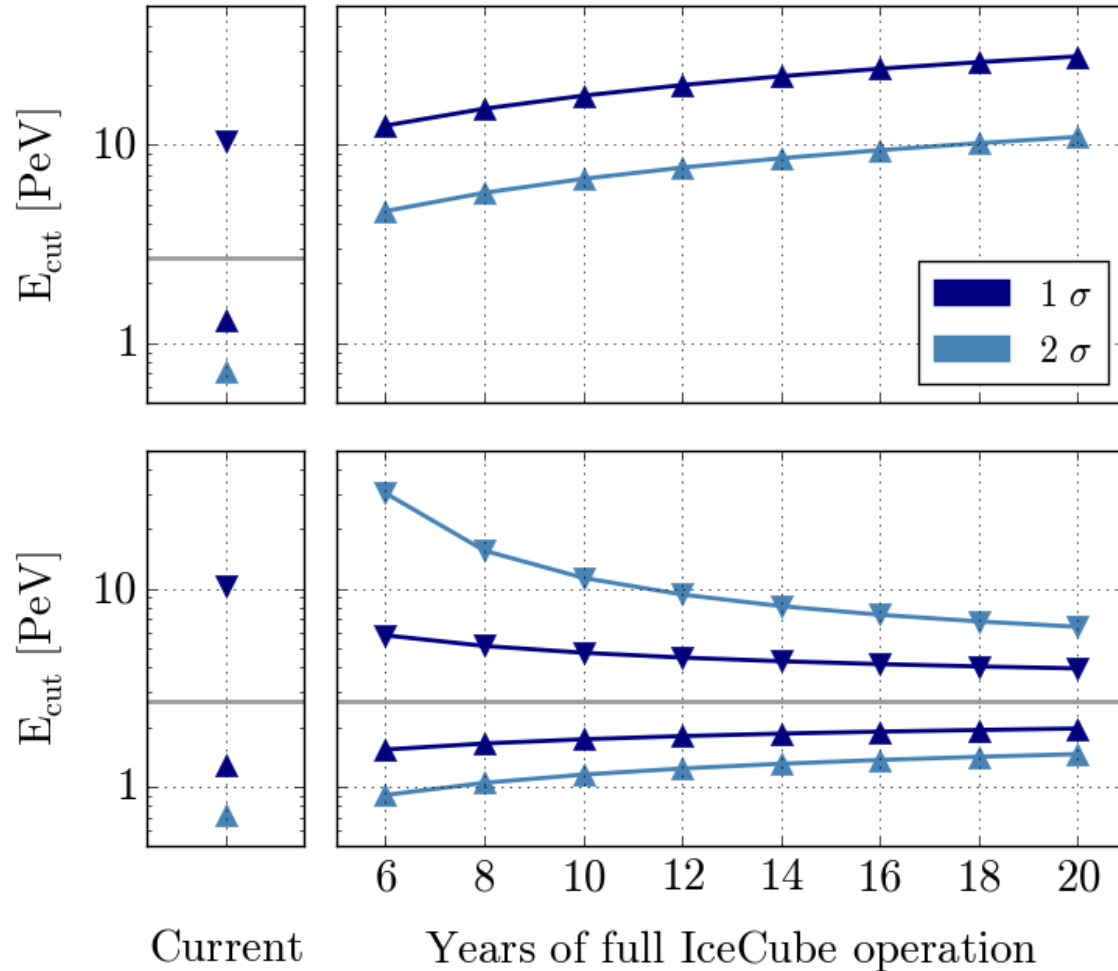 E_cut [PeV]
10
1
1 σ
2 σ
E_cut [PeV]
10
1
6 8 10 12 14 16 18 20
Current
Years of full IceCube operation